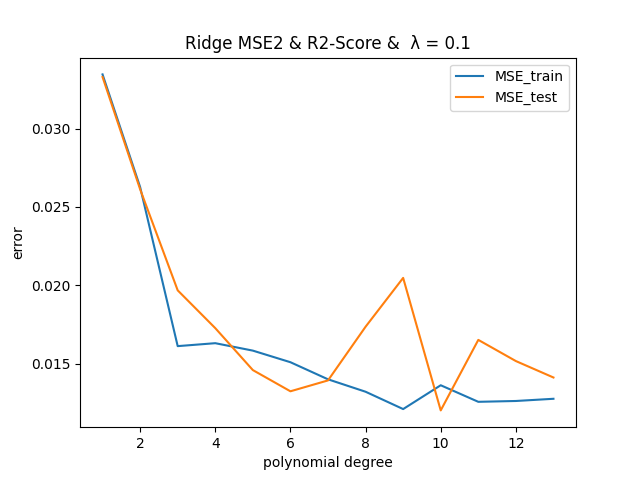 Ridge MSE2 & R2-Score &  λ = 0.1
MSE_train
MSE_test
0.030
0.025
0.020
0.015
error
2 4 6 8 10 12
polynomial degree